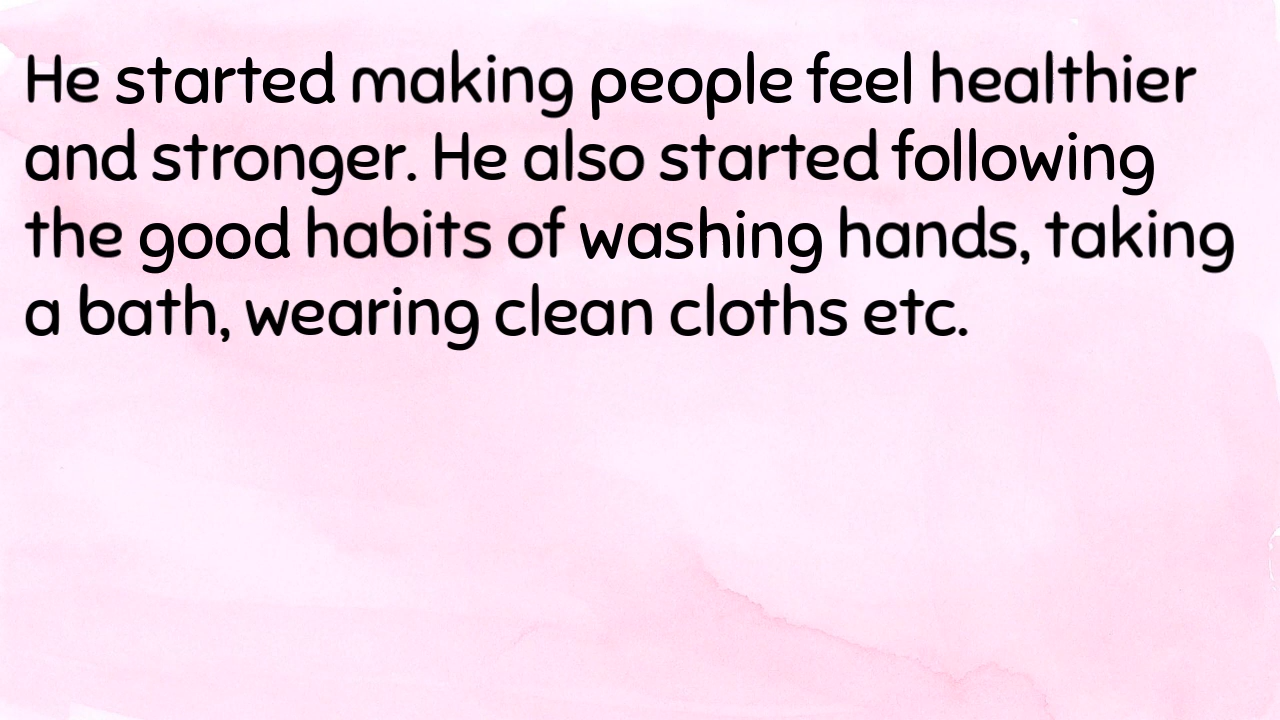 He started making people feel healthier
and stronger. He also started following
the good habits of washing hands, taking
a bath, wearing clean cloths etc.